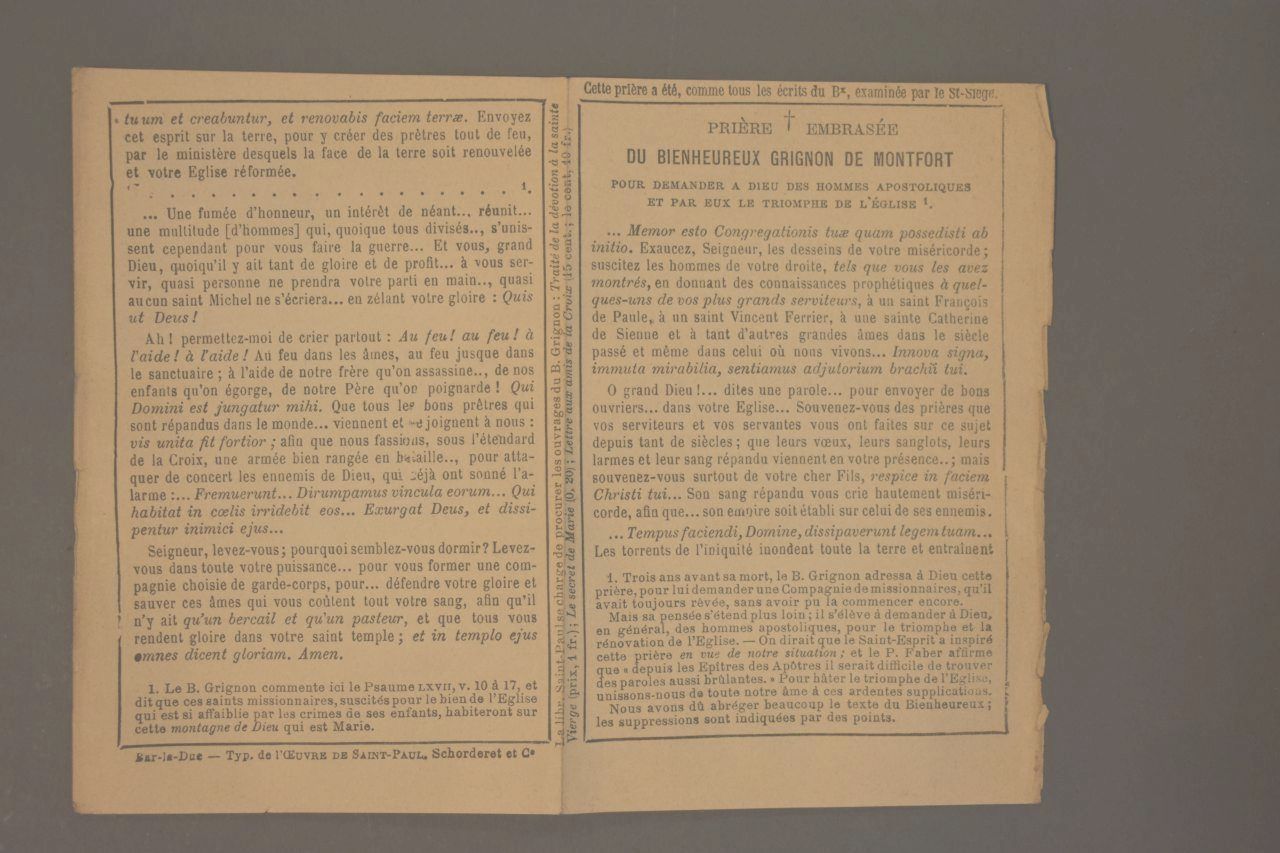 tuum et creabuntur, et renovabis faciem terræ. Envoyez
cet esprit sur la terre, pour y créer des prêtres tout de feu,
par le ministère desquels la face de la terre soit renouvelée
et votre Eglise réformée.
. . . . . . . . . . . . . . . . . . 1.
... Une fumée d'honneur, un intérêt de néant... réunit...
une multitude [d'hommes] qui, quoique tous divisés.., s'unis-
sent cependant pour vous faire la guerre... Et vous, grand
Dieu, quoiqu'il y ait tant de gloire et de profit... à vous ser-
vir, quasi personne ne prendra votre parti en main.., quasi
aucun saint Michel ne s'écriera... en zélant votre gloire : Quis
ut Deus !
Ah ! permettez-moi de crier partout : Au feu ! au feu ! à
l'aide ! à l'aide ! Au feu dans les âmes, au feu jusque dans
le sanctuaire ; à l'aide de notre frère qu'on assassine.., de nos
enfants qu'on égorge, de notre Père qu'on poignarde ! Qui
Domini est jungatur mihi. Que tous les bons prêtres qui
sont répandus dans le monde... viennent et se joignent à nous :
vis unita fit fortior ; afin que nous fassions, sous l'étendard
de la Croix, une armée bien rangée en bataille.., pour atta-
quer de concert les ennemis de Dieu, qui déjà ont sonné l'a-
larme :... Fremuerunt... Dirumpamus vincula eorum... Qui
habitat in cœlis irridebit eos... Exurgat Deus, et dissi-
pentur inimici ejus...
Seigneur, levez-vous ; pourquoi semblez-vous dormir ? Levez-
vous dans toute votre puissance... pour vous former une com-
pagnie choisie de garde-corps, pour... défendre votre gloire et
sauver ces âmes qui vous coûtent tout votre sang, afin qu'il
n'y ait qu'un bercail et qu'un pasteur, et que tous vous
rendent gloire dans votre saint temple ; et in templo ejus
omnes dicent gloriam. Amen.
1. Le B. Grignon commente ici le Psaume LXVII, v. 10 à 17, et
dit que ces saints missionnaires, suscités pour le bien de l'Eglise
qui est si affaiblie par les crimes de ses enfants, habiteront sur
cette montagne de Dieu qui est Marie.
Bar-le-Duc — Typ. de l'ŒUVRE DE SAINT-PAUL, Schorderet et Cᵉ
La libr. Saint-Paul se charge de procurer les ouvrages du B. Grignon : Traité de la dévotion à la sainte
Vierge (prix, 1 fr.) ; Le secret de Marie (0, 20) ; Lettre aux amis de la Croix (15 cent. ; le cent, 10 fr.)
Cette prière a été, comme tous les écrits du Bˣ, examinée par le St-Siège.
PRIÈRE † EMBRASÉE
DU BIENHEUREUX GRIGNON DE MONTFORT
POUR DEMANDER A DIEU DES HOMMES APOSTOLIQUES
ET PAR EUX LE TRIOMPHE DE L'ÉGLISE ¹.
... Memor esto Congregationis tuæ quam possedisti ab
initio. Exaucez, Seigneur, les desseins de votre miséricorde ;
suscitez les hommes de votre droite, tels que vous les avez
montrés, en donnant des connaissances prophétiques à quel-
ques-uns de vos plus grands serviteurs, à un saint François
de Paule, à un saint Vincent Ferrier, à une sainte Catherine
de Sienne et à tant d'autres grandes âmes dans le siècle
passé et même dans celui où nous vivons... Innova signa,
immuta mirabilia, sentiamus adjutorium brachii tui.
O grand Dieu !... dites une parole... pour envoyer de bons
ouvriers... dans votre Eglise... Souvenez-vous des prières que
vos serviteurs et vos servantes vous ont faites sur ce sujet
depuis tant de siècles ; que leurs vœux, leurs sanglots, leurs
larmes et leur sang répandu viennent en votre présence.. ; mais
souvenez-vous surtout de votre cher Fils, respice in faciem
Christi tui... Son sang répandu vous crie hautement miséri-
corde, afin que... son empire soit établi sur celui de ses ennemis.
... Tempus faciendi, Domine, dissipaverunt legem tuam...
Les torrents de l'iniquité inondent toute la terre et entraînent
1. Trois ans avant sa mort, le B. Grignon adressa à Dieu cette
prière, pour lui demander une Compagnie de missionnaires, qu'il
avait toujours rêvée, sans avoir pu la commencer encore.
Mais sa pensée s'étend plus loin ; il s'élève à demander à Dieu,
en général, des hommes apostoliques, pour le triomphe et la
rénovation de l'Eglise. — On dirait que le Saint-Esprit a inspiré
cette prière en vue de notre situation ; et le P. Faber affirme
que « depuis les Epîtres des Apôtres il serait difficile de trouver
des paroles aussi brûlantes. » Pour hâter le triomphe de l'Eglise,
unissons-nous de toute notre âme à ces ardentes supplications.
Nous avons dû abréger beaucoup le texte du Bienheureux ;
les suppressions sont indiquées par des points.